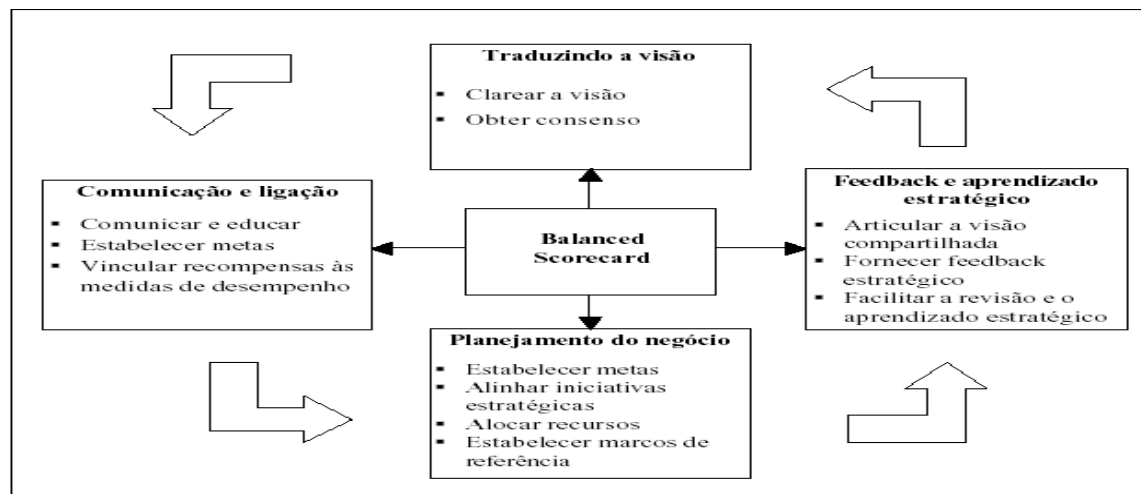 Traduzindo a visão
▪ Clarear a visão
▪ Obter consenso
Comunicação e ligação
▪ Comunicar e educar
▪ Estabelecer metas
▪ Vincular recompensas às
medidas de desempenho
Balanced
Scorecard
Feedback e aprendizado
estratégico
▪ Articular a visão
compartilhada
▪ Fornecer feedback
estratégico
▪ Facilitar a revisão e o
aprendizado estratégico
Planejamento do negócio
▪ Estabelecer metas
▪ Alinhar iniciativas
estratégicas
▪ Alocar recursos
▪ Estabelecer marcos de
referência